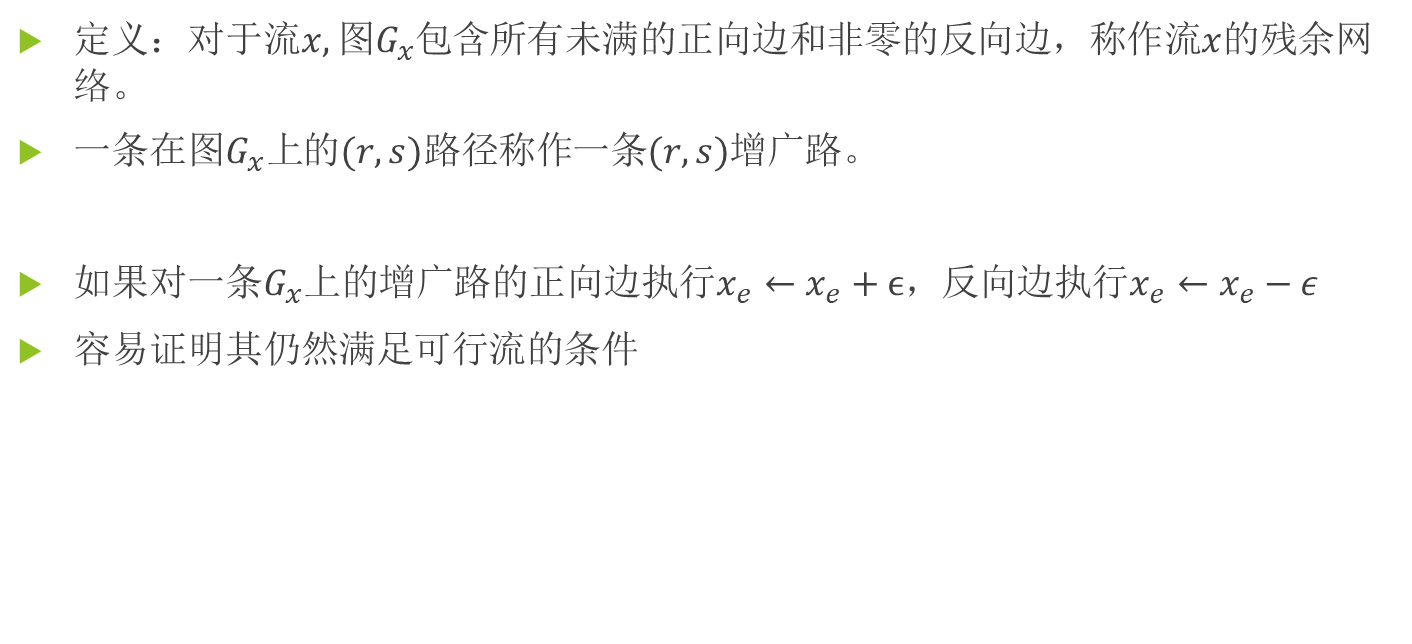 定义：对于流x, 图Gₓ包含所有未满的正向边和非零的反向边，称作流x的残余网
络。
一条在图Gₓ上的(r, s)路径称作一条(r, s)增广路。
如果对一条Gₓ上的增广路的正向边执行xₑ ← xₑ + ϵ，反向边执行xₑ ← xₑ − ϵ
容易证明其仍然满足可行流的条件